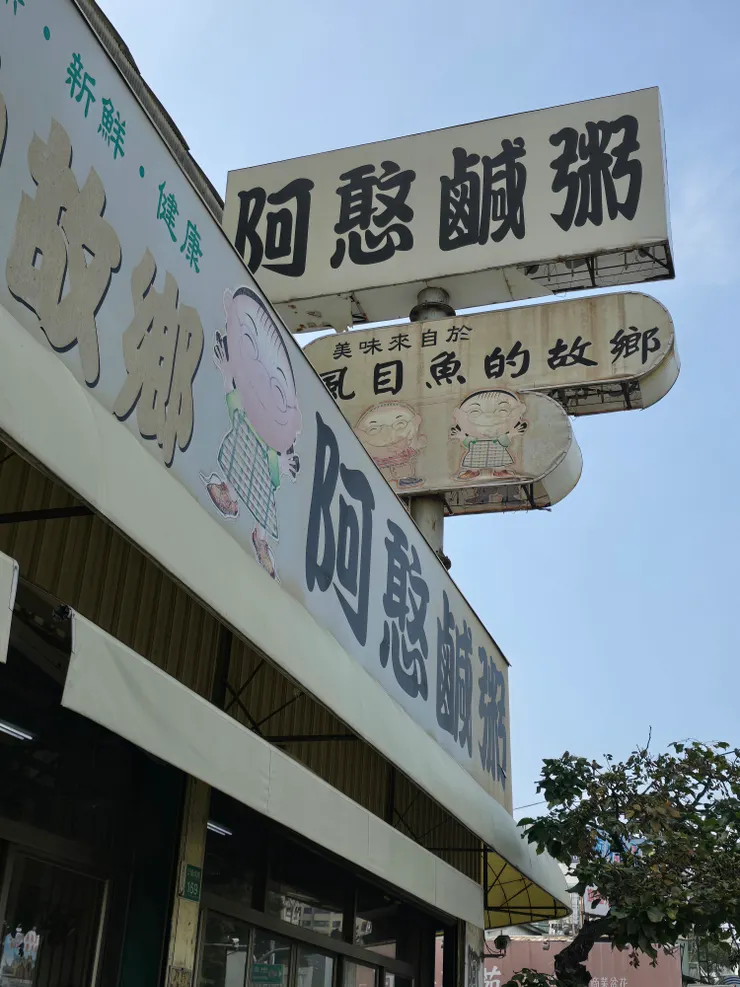 阿憨鹹粥
美味來自於
虱目魚的故鄉
新鮮・健康
故鄉
阿憨鹹粥
169